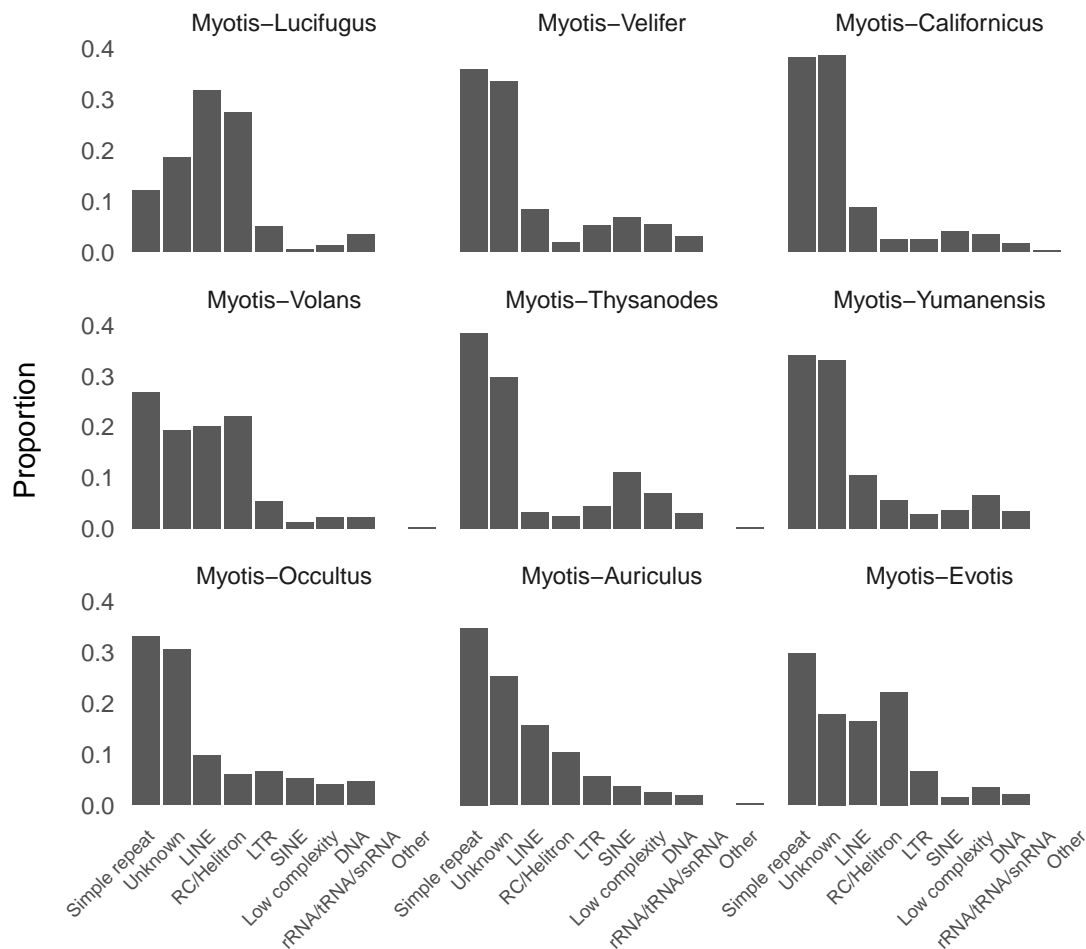 Myotis−Lucifugus
Myotis−Velifer
Myotis−Californicus
0.4
0.3
0.2
0.1
0.0
Myotis−Volans
Myotis−Thysanodes
Myotis−Yumanensis
0.4
0.3
0.2
0.1
0.0
Proportion
Myotis−Occultus
Myotis−Auriculus
Myotis−Evotis
0.4
0.3
0.2
0.1
0.0
Simple repeat
Unknown
LINE
RC/Helitron
LTR
SINE
Low complexity
DNA
rRNA/tRNA/snRNA
Other
Simple repeat
Unknown
LINE
RC/Helitron
LTR
SINE
Low complexity
DNA
rRNA/tRNA/snRNA
Other
Simple repeat
Unknown
LINE
RC/Helitron
LTR
SINE
Low complexity
DNA
rRNA/tRNA/snRNA
Other